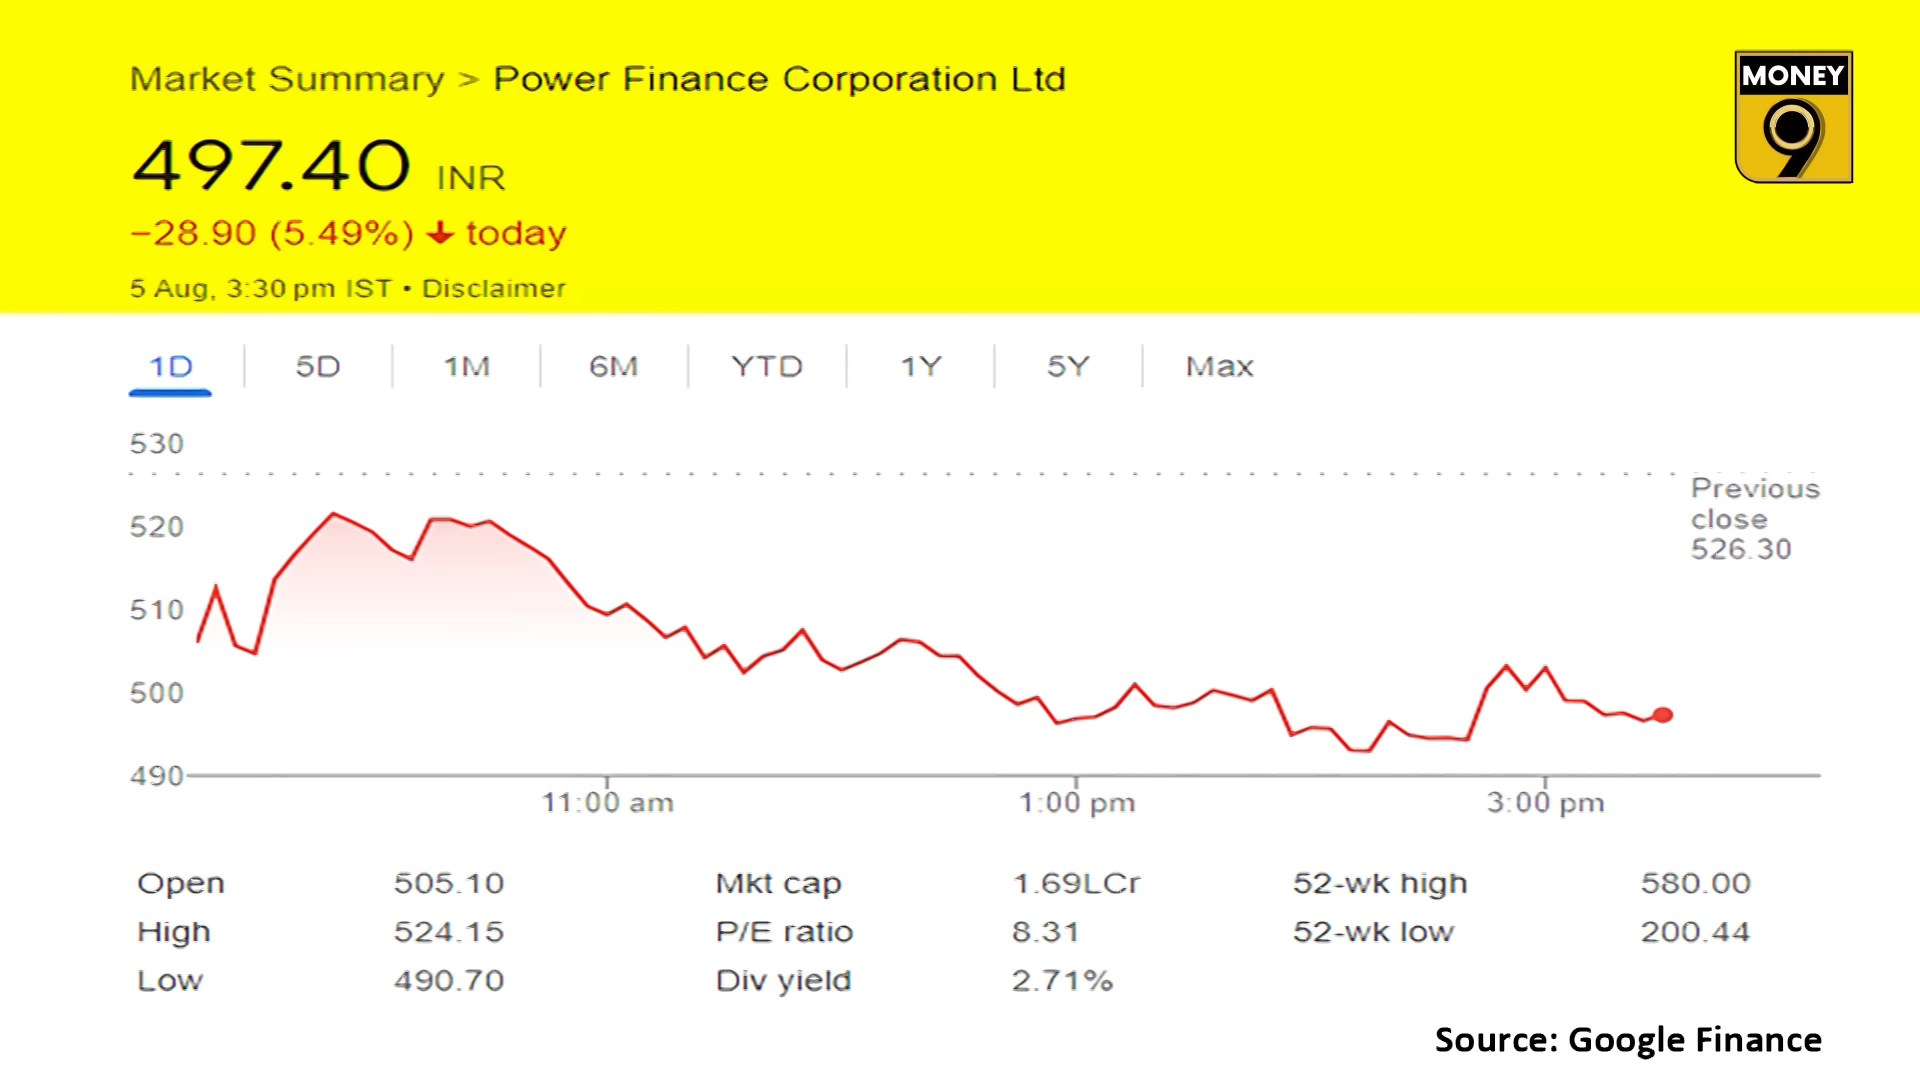 Market Summary > Power Finance Corporation Ltd
MONEY
9
497.40 INR
−28.90 (5.49%) ↓ today
5 Aug, 3:30 pm IST • Disclaimer
1D 5D 1M 6M YTD 1Y 5Y Max
530
520
510
500
490
Previous
close
526.30
11:00 am 1:00 pm 3:00 pm
Open 505.10 Mkt cap 1.69LCr 52-wk high 580.00
High 524.15 P/E ratio 8.31 52-wk low 200.44
Low 490.70 Div yield 2.71%
Source: Google Finance